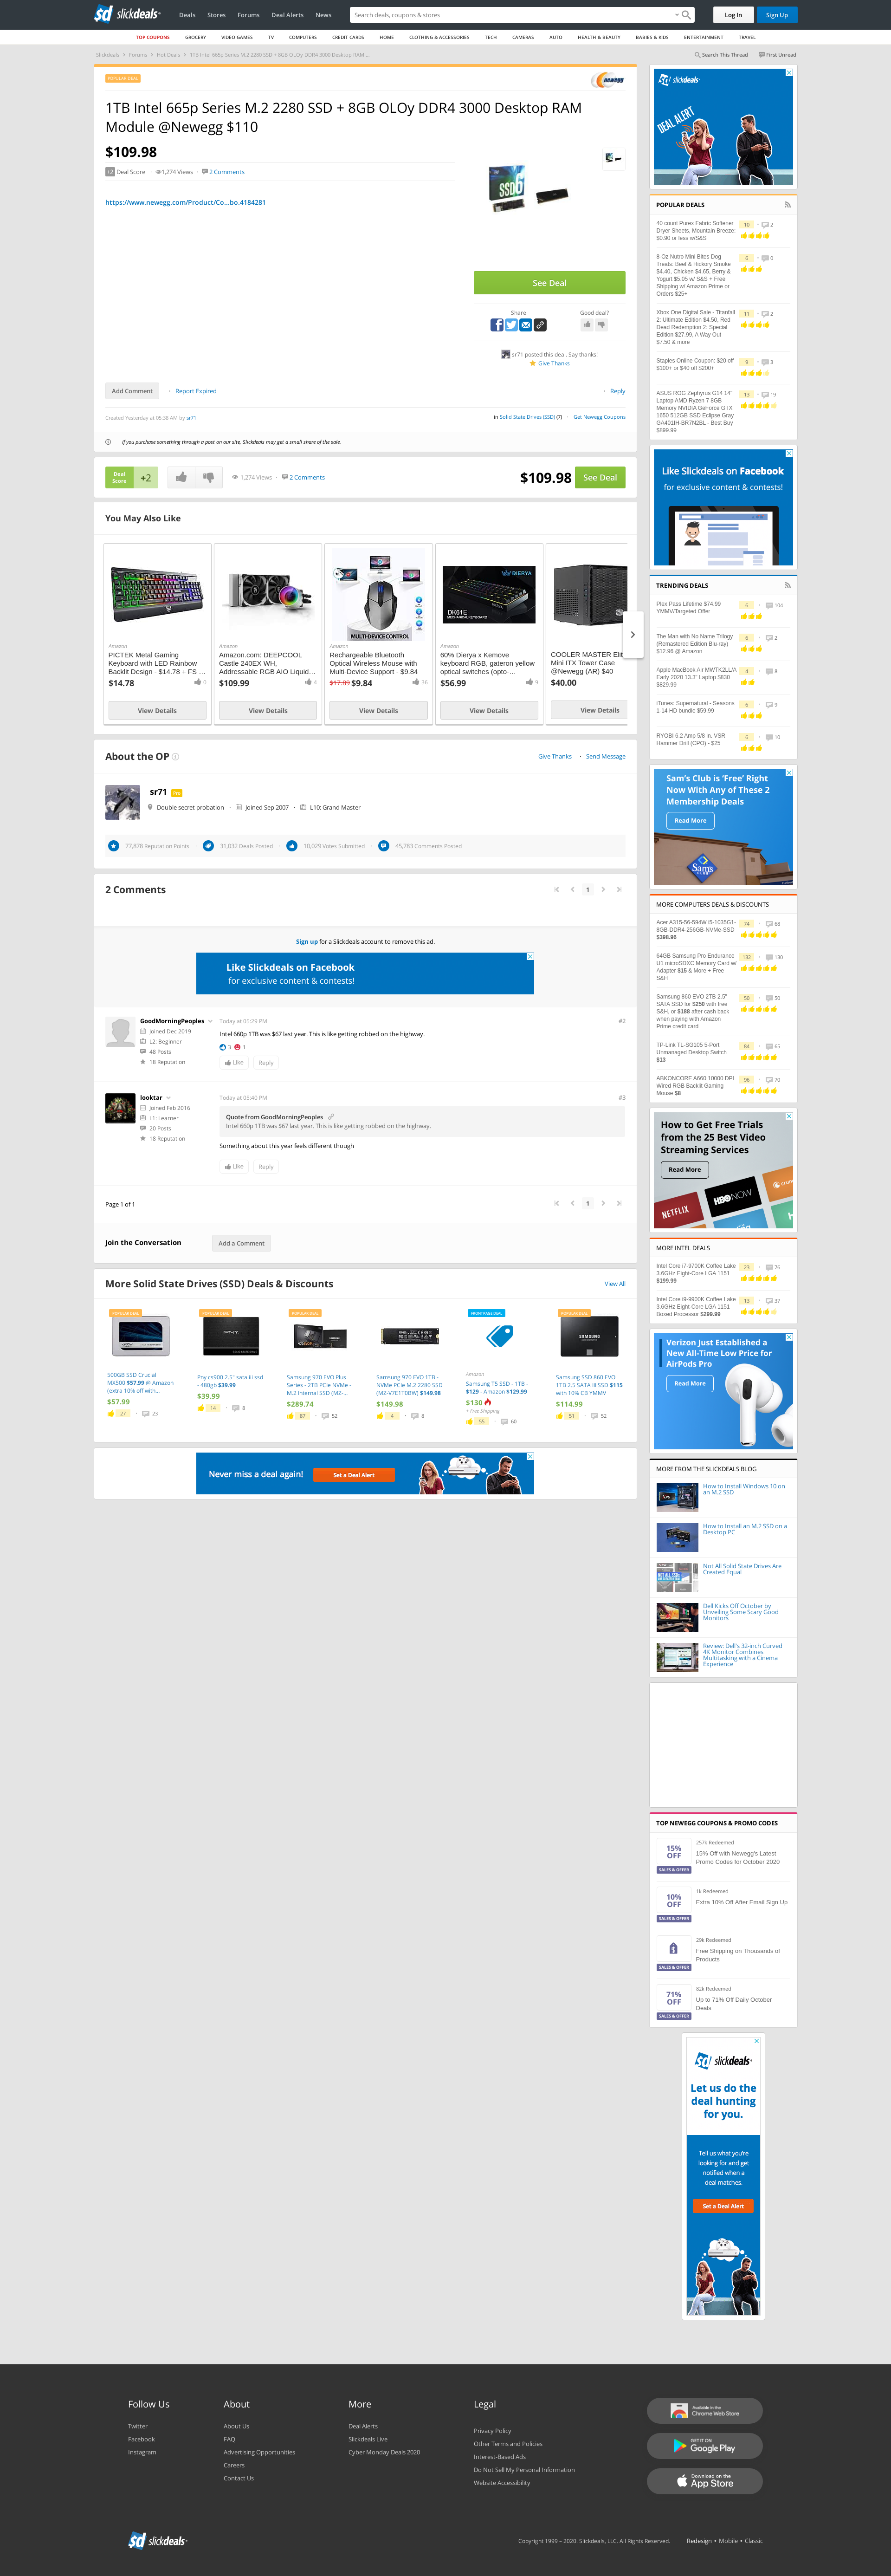 slickdeals
Deals
Stores
Forums
Deal Alerts
News
Search deals, coupons & stores
Log In
Sign Up
TOP COUPONS
GROCERY
VIDEO GAMES
TV
COMPUTERS
CREDIT CARDS
HOME
CLOTHING & ACCESSORIES
TECH
CAMERAS
AUTO
HEALTH & BEAUTY
BABIES & KIDS
ENTERTAINMENT
TRAVEL
Slickdeals > Forums > Hot Deals > 1TB Intel 665p Series M.2 2280 SSD + 8GB OLOy DDR4 3000 Desktop RAM ...
Search This Thread
First Unread
POPULAR DEAL
newegg
1TB Intel 665p Series M.2 2280 SSD + 8GB OLOy DDR4 3000 Desktop RAM
Module @Newegg $110
$109.98
+2 Deal Score
1,274 Views
2 Comments
https://www.newegg.com/Product/Co...bo.4184281
See Deal
Share
Good deal?
sr71 posted this deal. Say thanks!
Give Thanks
Add Comment
Report Expired
Reply
Created Yesterday at 05:38 AM by sr71
in Solid State Drives (SSD) (7)
Get Newegg Coupons
If you purchase something through a post on our site, Slickdeals may get a small share of the sale.
Deal
Score
+2
1,274 Views
2 Comments
$109.98
See Deal
You May Also Like
Amazon
PICTEK Metal Gaming
Keyboard with LED Rainbow
Backlit Design - $14.78 + FS ...
$14.78
0
View Details
Amazon
Amazon.com: DEEPCOOL
Castle 240EX WH,
Addressable RGB AIO Liquid...
$109.99
4
View Details
MULTI-DEVICE CONTROL
Amazon
Rechargeable Bluetooth
Optical Wireless Mouse with
Multi-Device Support - $9.84
$17.89 $9.84
36
View Details
BIERYA
DK61E
MECHANICAL KEYBOARD
Amazon
60% Dierya x Kemove
keyboard RGB, gateron yellow
optical switches (opto-...
$56.99
9
View Details
COOLER MASTER Elit
Mini ITX Tower Case
@Newegg (AR) $40
$40.00
View Details
About the OP
Give Thanks
Send Message
sr71
Pro
Double secret probation
Joined Sep 2007
L10: Grand Master
77,878 Reputation Points
31,032 Deals Posted
10,029 Votes Submitted
45,783 Comments Posted
2 Comments
1
Sign up for a Slickdeals account to remove this ad.
Like Slickdeals on Facebook
for exclusive content & contests!
GoodMorningPeoples
Joined Dec 2019
L2: Beginner
48 Posts
18 Reputation
Today at 05:29 PM
#2
Intel 660p 1TB was $67 last year. This is like getting robbed on the highway.
3
1
Like
Reply
looktar
Joined Feb 2016
L1: Learner
20 Posts
18 Reputation
Today at 05:40 PM
#3
Quote from GoodMorningPeoples
Intel 660p 1TB was $67 last year. This is like getting robbed on the highway.
Something about this year feels different though
Like
Reply
Page 1 of 1
1
Join the Conversation
Add a Comment
More Solid State Drives (SSD) Deals & Discounts
View All
POPULAR DEAL
500GB SSD Crucial
MX500 $57.99 @ Amazon
(extra 10% off with...
$57.99
27
23
POPULAR DEAL
PNY
Pny cs900 2.5" sata iii ssd
- 480gb $39.99
$39.99
14
8
POPULAR DEAL
Samsung 970 EVO Plus
Series - 2TB PCIe NVMe -
M.2 Internal SSD (MZ-...
$289.74
87
52
Samsung 970 EVO 1TB -
NVMe PCIe M.2 2280 SSD
(MZ-V7E1T0BW) $149.98
$149.98
4
8
FRONTPAGE DEAL
Amazon
Samsung T5 SSD - 1TB -
$129 - Amazon $129.99
$130
+ Free Shipping
55
60
POPULAR DEAL
SAMSUNG
Samsung SSD 860 EVO
1TB 2.5 SATA III SSD $115
with 10% CB YMMV
$114.99
51
52
Never miss a deal again!
Set a Deal Alert
slickdeals
DEAL ALERT
POPULAR DEALS
40 count Purex Fabric Softener
Dryer Sheets, Mountain Breeze:
$0.90 or less w/S&S
10
2
8-Oz Nutro Mini Bites Dog
Treats: Beef & Hickory Smoke
$4.40, Chicken $4.65, Berry &
Yogurt $5.05 w/ S&S + Free
Shipping w/ Amazon Prime or
Orders $25+
6
0
Xbox One Digital Sale - Titanfall
2: Ultimate Edition $4.50, Red
Dead Redemption 2: Special
Edition $27.99, A Way Out
$7.50 & more
11
2
Staples Online Coupon: $20 off
$100+ or $40 off $200+
9
3
ASUS ROG Zephyrus G14 14"
Laptop AMD Ryzen 7 8GB
Memory NVIDIA GeForce GTX
1650 512GB SSD Eclipse Gray
GA401IH-BR7N2BL - Best Buy
$899.99
13
19
Like Slickdeals on Facebook
for exclusive content & contests!
TRENDING DEALS
Plex Pass Lifetime $74.99
YMMV/Targeted Offer
6
104
The Man with No Name Trilogy
(Remastered Edition Blu-ray)
$12.96 @ Amazon
6
2
Apple MacBook Air MWTK2LL/A
Early 2020 13.3" Laptop $830
$829.99
4
8
iTunes: Supernatural - Seasons
1-14 HD bundle $59.99
6
9
RYOBI 6.2 Amp 5/8 in. VSR
Hammer Drill (CPO) - $25
6
10
Sam's Club is 'Free' Right
Now With Any of These 2
Membership Deals
Read More
Sam's
MORE COMPUTERS DEALS & DISCOUNTS
Acer A315-56-594W i5-1035G1-
8GB-DDR4-256GB-NVMe-SSD
$398.96
74
68
64GB Samsung Pro Endurance
U1 microSDXC Memory Card w/
Adapter $15 & More + Free
S&H
132
130
Samsung 860 EVO 2TB 2.5"
SATA SSD for $250 with free
S&H, or $188 after cash back
when paying with Amazon
Prime credit card
50
50
TP-Link TL-SG105 5-Port
Unmanaged Desktop Switch
$13
84
65
ABKONCORE A660 10000 DPI
Wired RGB Backlit Gaming
Mouse $8
96
70
How to Get Free Trials
from the 25 Best Video
Streaming Services
Read More
NETFLIX
HBO NOW
MORE INTEL DEALS
Intel Core i7-9700K Coffee Lake
3.6GHz Eight-Core LGA 1151
$199.99
23
76
Intel Core i9-9900K Coffee Lake
3.6GHz Eight-Core LGA 1151
Boxed Processor $299.99
13
37
Verizon Just Established a
New All-Time Low Price for
AirPods Pro
Read More
MORE FROM THE SLICKDEALS BLOG
How to Install Windows 10 on
an M.2 SSD
How to Install an M.2 SSD on a
Desktop PC
NOT ALL SSDs
Not All Solid State Drives Are
Created Equal
Dell Kicks Off October by
Unveiling Some Scary Good
Monitors
Review: Dell's 32-inch Curved
4K Monitor Combines
Multitasking with a Cinema
Experience
TOP NEWEGG COUPONS & PROMO CODES
15%
OFF
SALES & OFFER
257k Redeemed
15% Off with Newegg's Latest
Promo Codes for October 2020
10%
OFF
SALES & OFFER
1k Redeemed
Extra 10% Off After Email Sign Up
SALES & OFFER
29k Redeemed
Free Shipping on Thousands of
Products
71%
OFF
SALES & OFFER
82k Redeemed
Up to 71% Off Daily October
Deals
slickdeals
Let us do the
deal hunting
for you.
Tell us what you're
looking for and get
notified when a
deal matches.
Set a Deal Alert
Follow Us
Twitter
Facebook
Instagram
About
About Us
FAQ
Advertising Opportunities
Careers
Contact Us
More
Deal Alerts
Slickdeals Live
Cyber Monday Deals 2020
Legal
Privacy Policy
Other Terms and Policies
Interest-Based Ads
Do Not Sell My Personal Information
Website Accessibility
Available in the
Chrome Web Store
GET IT ON
Google Play
Download on the
App Store
slickdeals
Copyright 1999 - 2020. Slickdeals, LLC. All Rights Reserved.
Redesign • Mobile • Classic